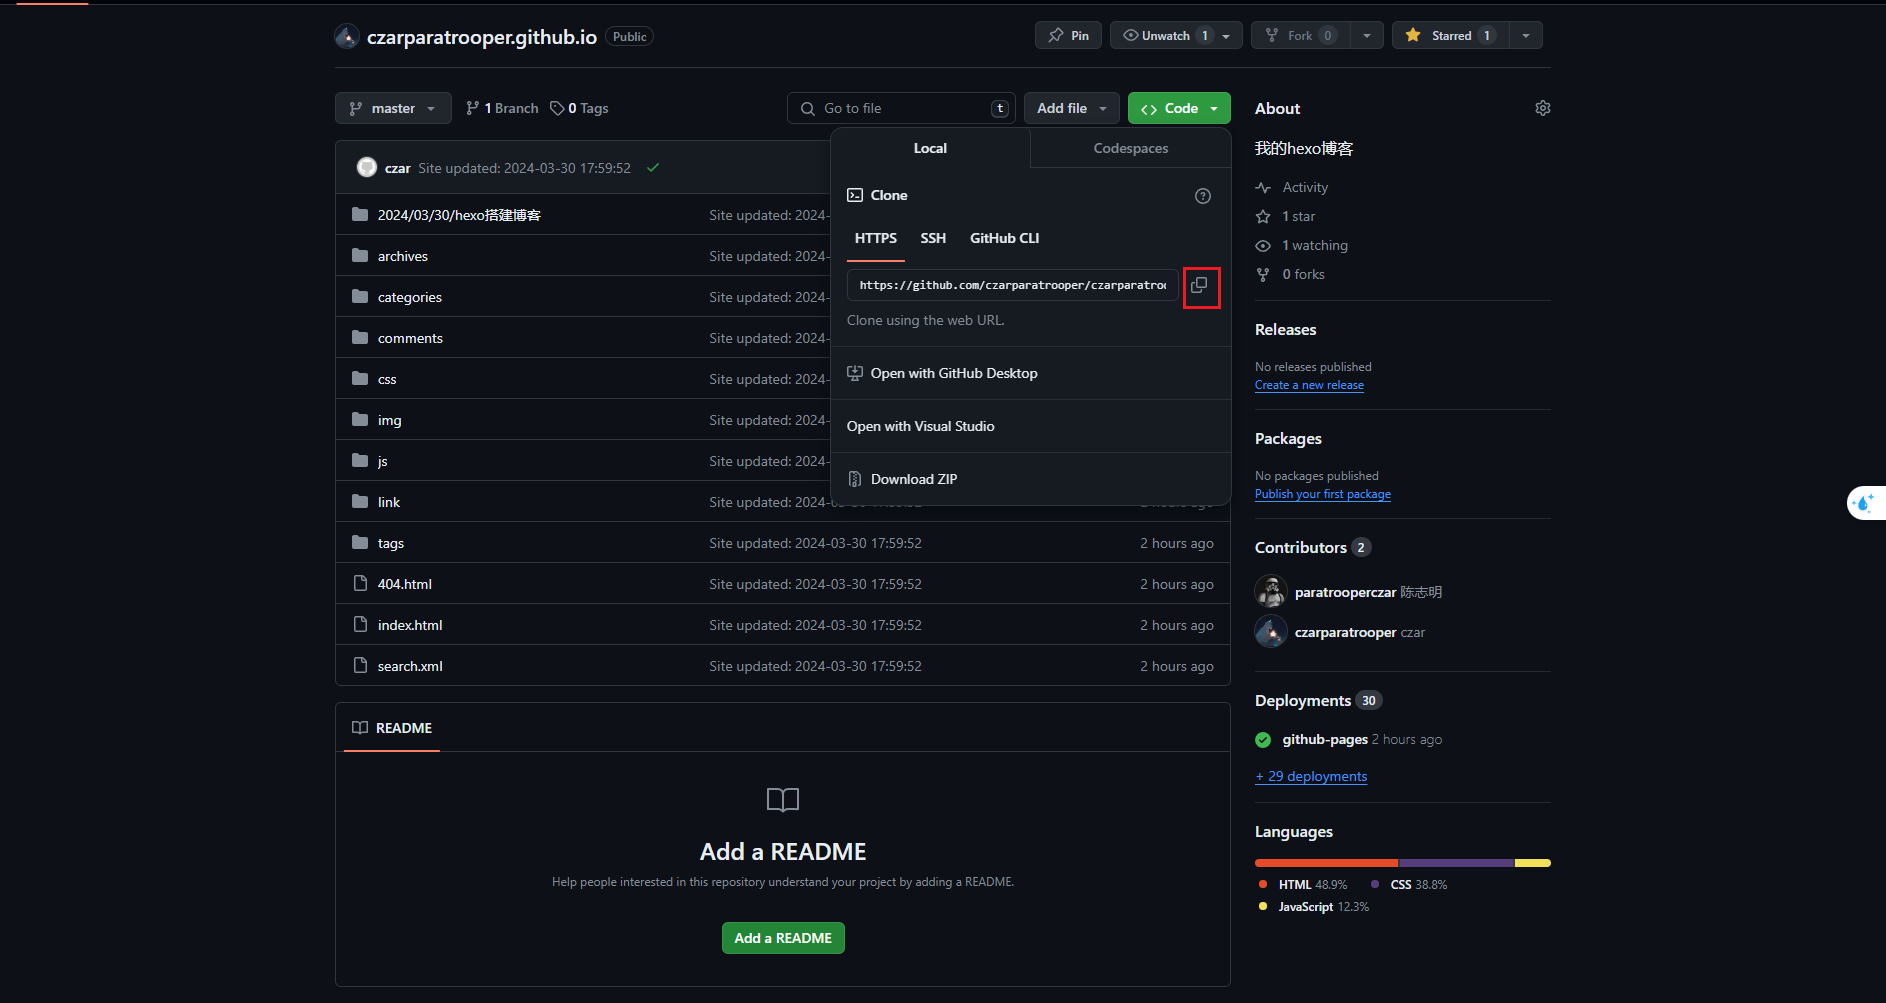 czarparatrooper.github.io Public
Pin Unwatch 1 Fork 0 Starred 1
master 1 Branch 0 Tags Go to file t Add file Code
czar Site updated: 2024-03-30 17:59:52
2024/03/30/hexo搭建博客 Site updated: 2024-
archives Site updated: 2024-
categories Site updated: 2024-
comments Site updated: 2024-
css Site updated: 2024-
img Site updated: 2024-
js Site updated: 2024-
link Site updated: 2024-03-30 17:59:52 2 hours ago
tags Site updated: 2024-03-30 17:59:52 2 hours ago
404.html Site updated: 2024-03-30 17:59:52 2 hours ago
index.html Site updated: 2024-03-30 17:59:52 2 hours ago
search.xml Site updated: 2024-03-30 17:59:52 2 hours ago
Local Codespaces
Clone
HTTPS SSH GitHub CLI
https://github.com/czarparatrooper/czarparatroo
Clone using the web URL.
Open with GitHub Desktop
Open with Visual Studio
Download ZIP
README
Add a README
Help people interested in this repository understand your project by adding a README.
Add a README
About
我的hexo博客
Activity
1 star
1 watching
0 forks
Releases
No releases published
Create a new release
Packages
No packages published
Publish your first package
Contributors 2
paratrooperczar 陈志明
czarparatrooper czar
Deployments 30
github-pages 2 hours ago
+ 29 deployments
Languages
HTML 48.9% CSS 38.8%
JavaScript 12.3%